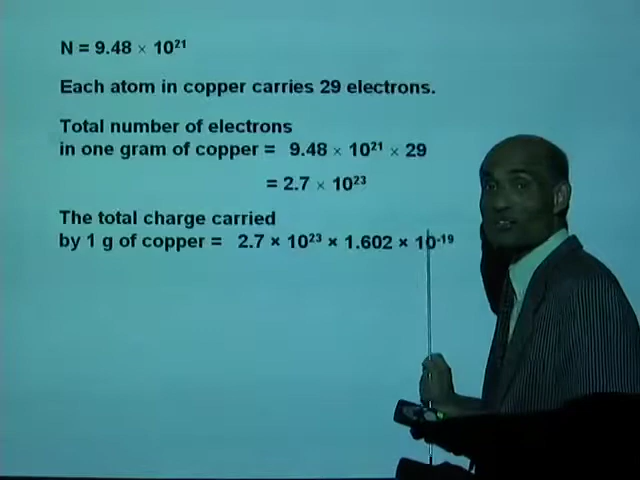 N = 9.48 × 10²¹
Each atom in copper carries 29 electrons.
Total number of electrons
in one gram of copper = 9.48 × 10²¹ × 29
= 2.7 × 10²³
The total charge carried
by 1 g of copper = 2.7 × 10²³ × 1.602 × 10⁻¹⁹